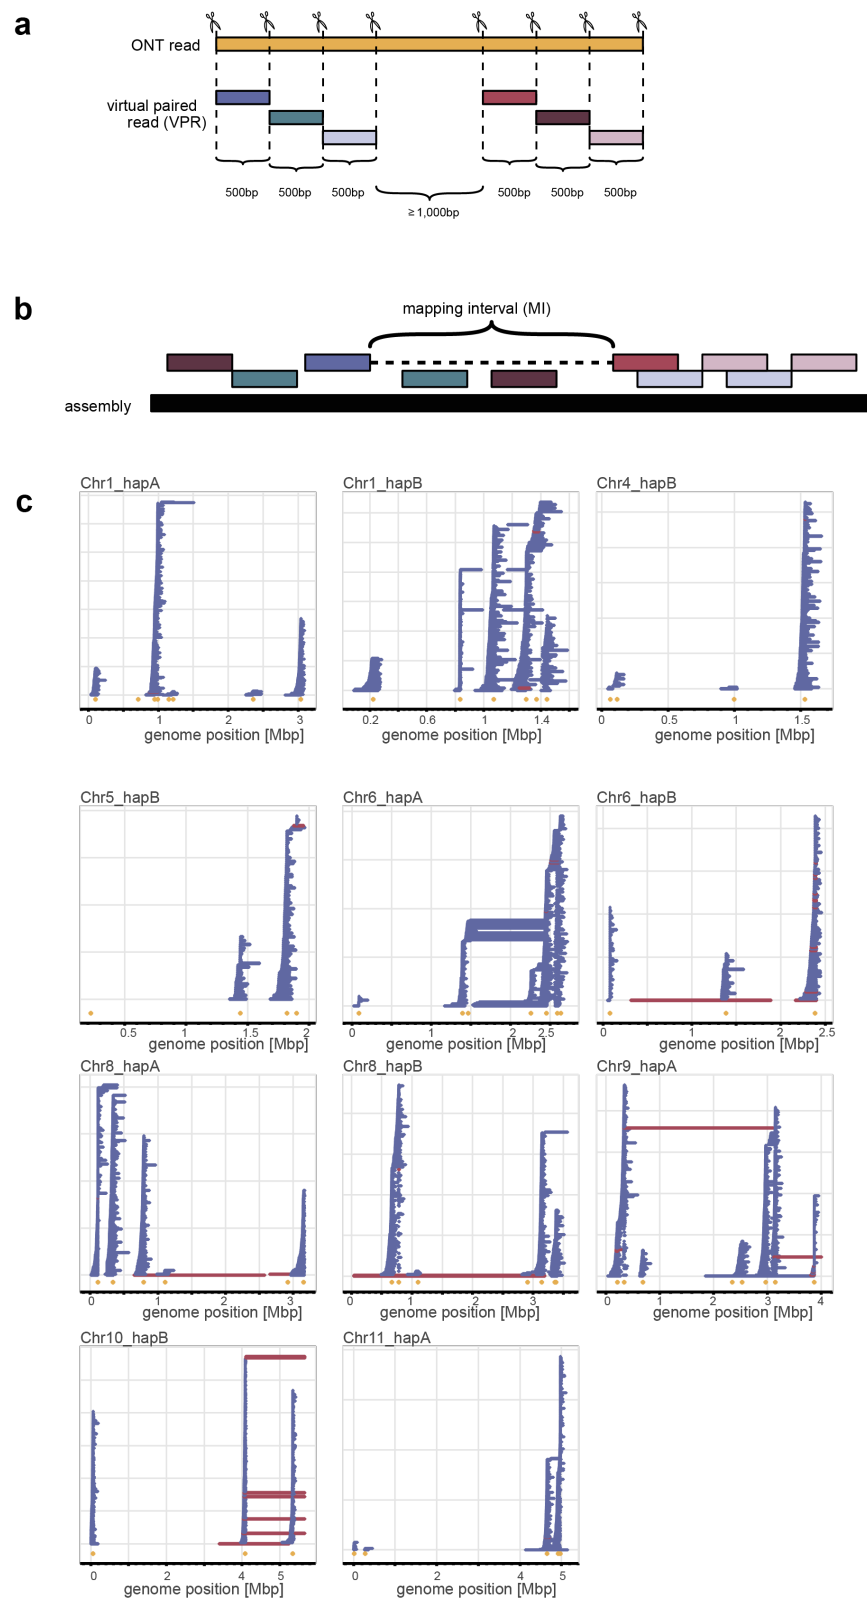 a
ONT read
virtual paired
read (VPR)
500bp 500bp 500bp 500bp 500bp 500bp
≥ 1,000bp
b
mapping interval (MI)
assembly
c
Chr1_hapA
0 1 2 3
genome position [Mbp]
Chr1_hapB
0.2 0.6 1 1.4
genome position [Mbp]
Chr4_hapB
0 0.5 1 1.5
genome position [Mbp]
Chr5_hapB
0.5 1 1.5 2
genome position [Mbp]
Chr6_hapA
0 1 2 2.5
genome position [Mbp]
Chr6_hapB
0 1 2 2.5
genome position [Mbp]
Chr8_hapA
0 1 2 3
genome position [Mbp]
Chr8_hapB
0 1 2 3
genome position [Mbp]
Chr9_hapA
0 1 2 3 4
genome position [Mbp]
Chr10_hapB
0 2 4 5
genome position [Mbp]
Chr11_hapA
0 2 4 5
genome position [Mbp]